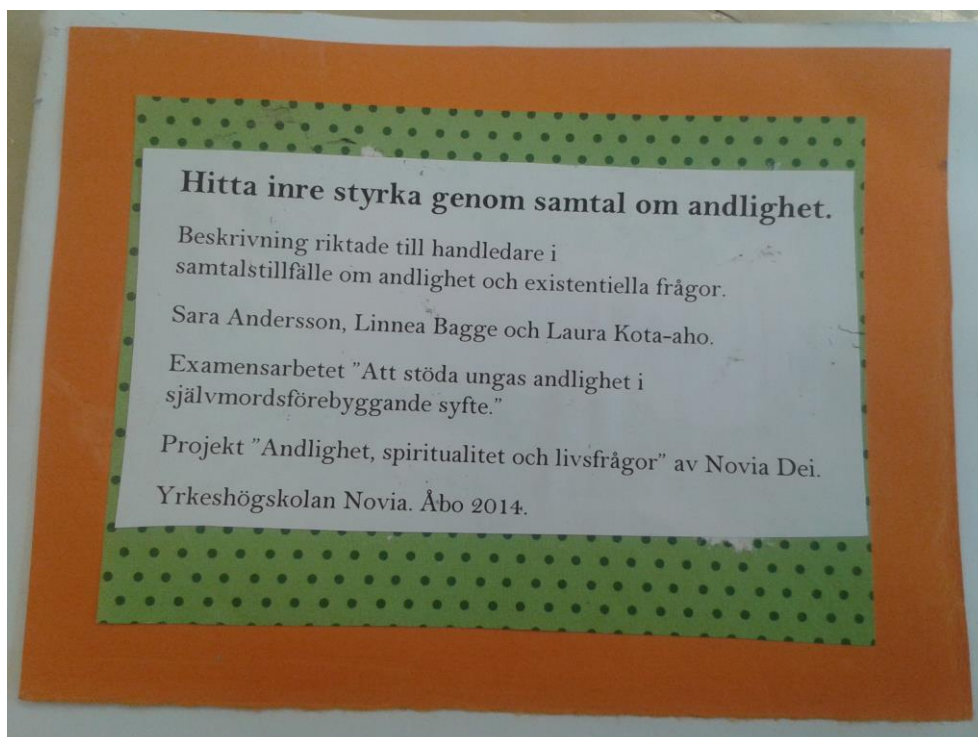 Hitta inre styrka genom samtal om andlighet.
Beskrivning riktade till handledare i
samtalstillfälle om andlighet och existentiella frågor.
Sara Andersson, Linnea Bagge och Laura Kota-aho.
Examensarbetet ”Att stöda ungas andlighet i
självmordsförebyggande syfte.”
Projekt ”Andlighet, spiritualitet och livsfrågor” av Novia Dei.
Yrkeshögskolan Novia. Åbo 2014.